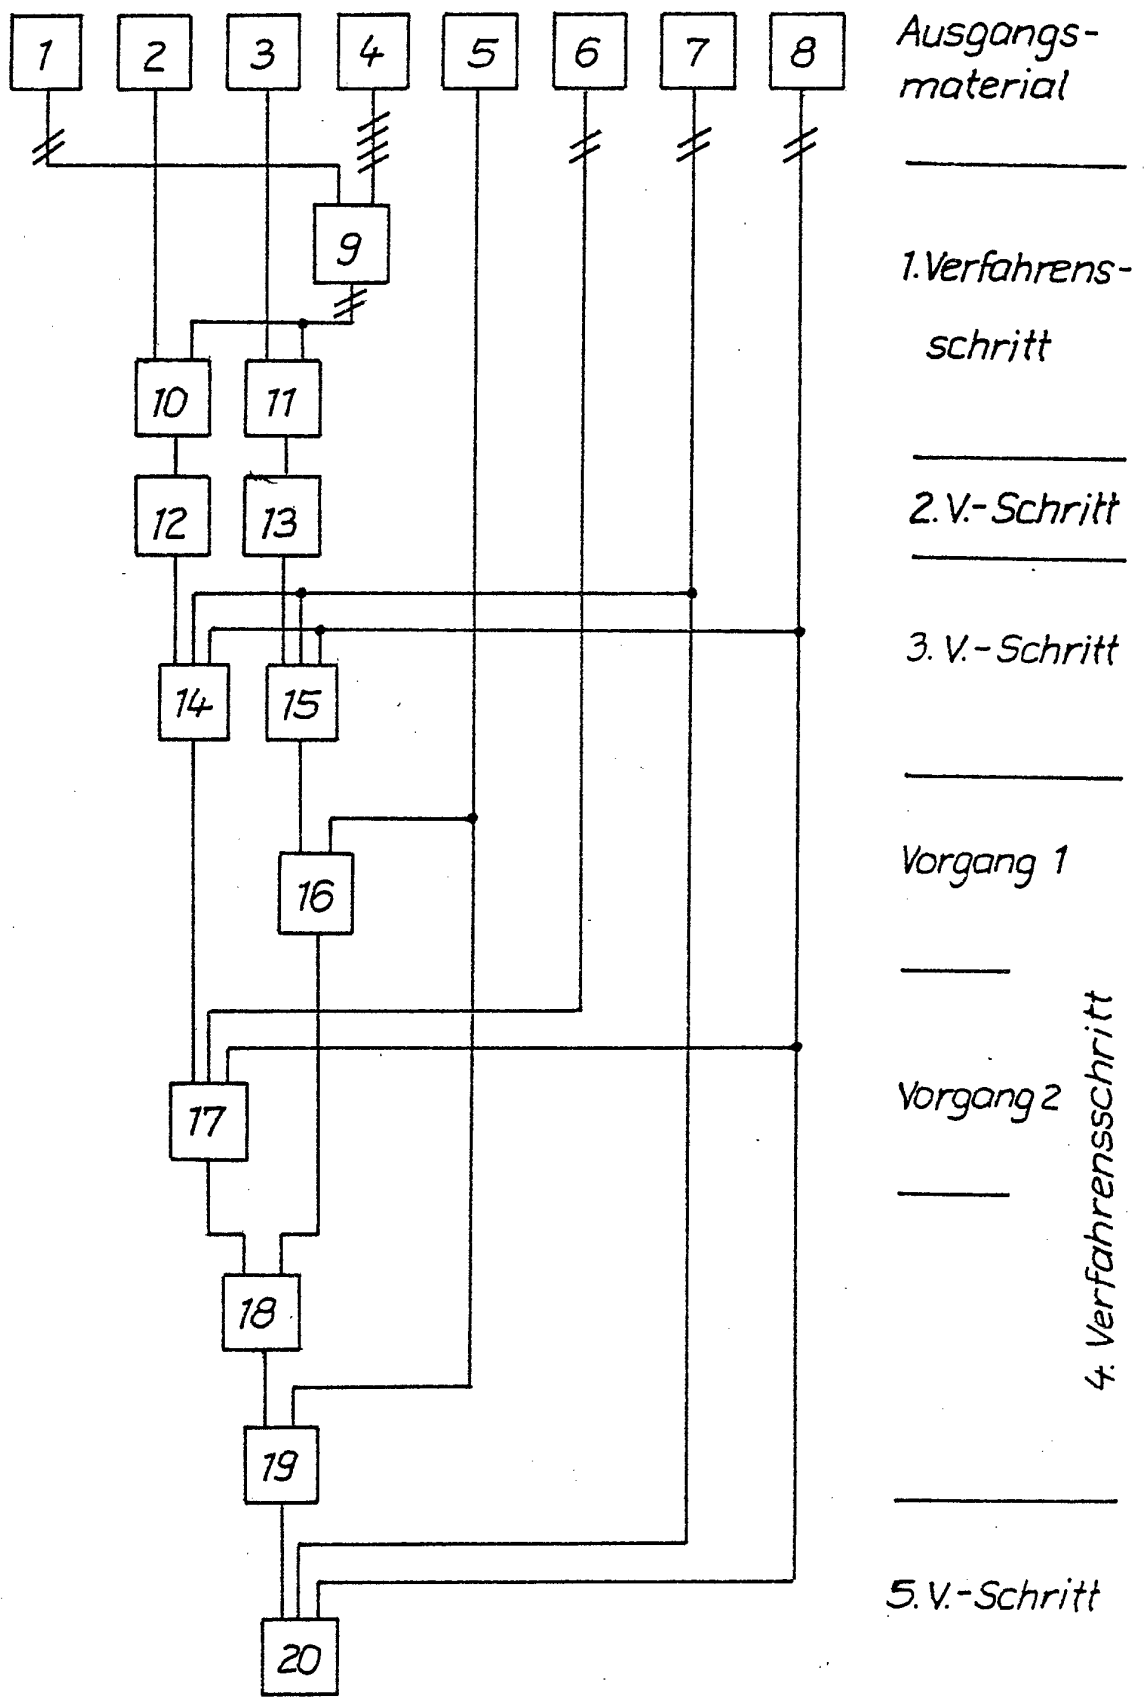 1 2 3 4 5 6 7 8
Ausgangs-
material
9
1. Verfahrens-
schritt
10 11
12 13
2. V.-Schritt
14 15
3. V.-Schritt
16
Vorgang 1
17
Vorgang 2
4. Verfahrensschritt
18
19
20
5. V.-Schritt